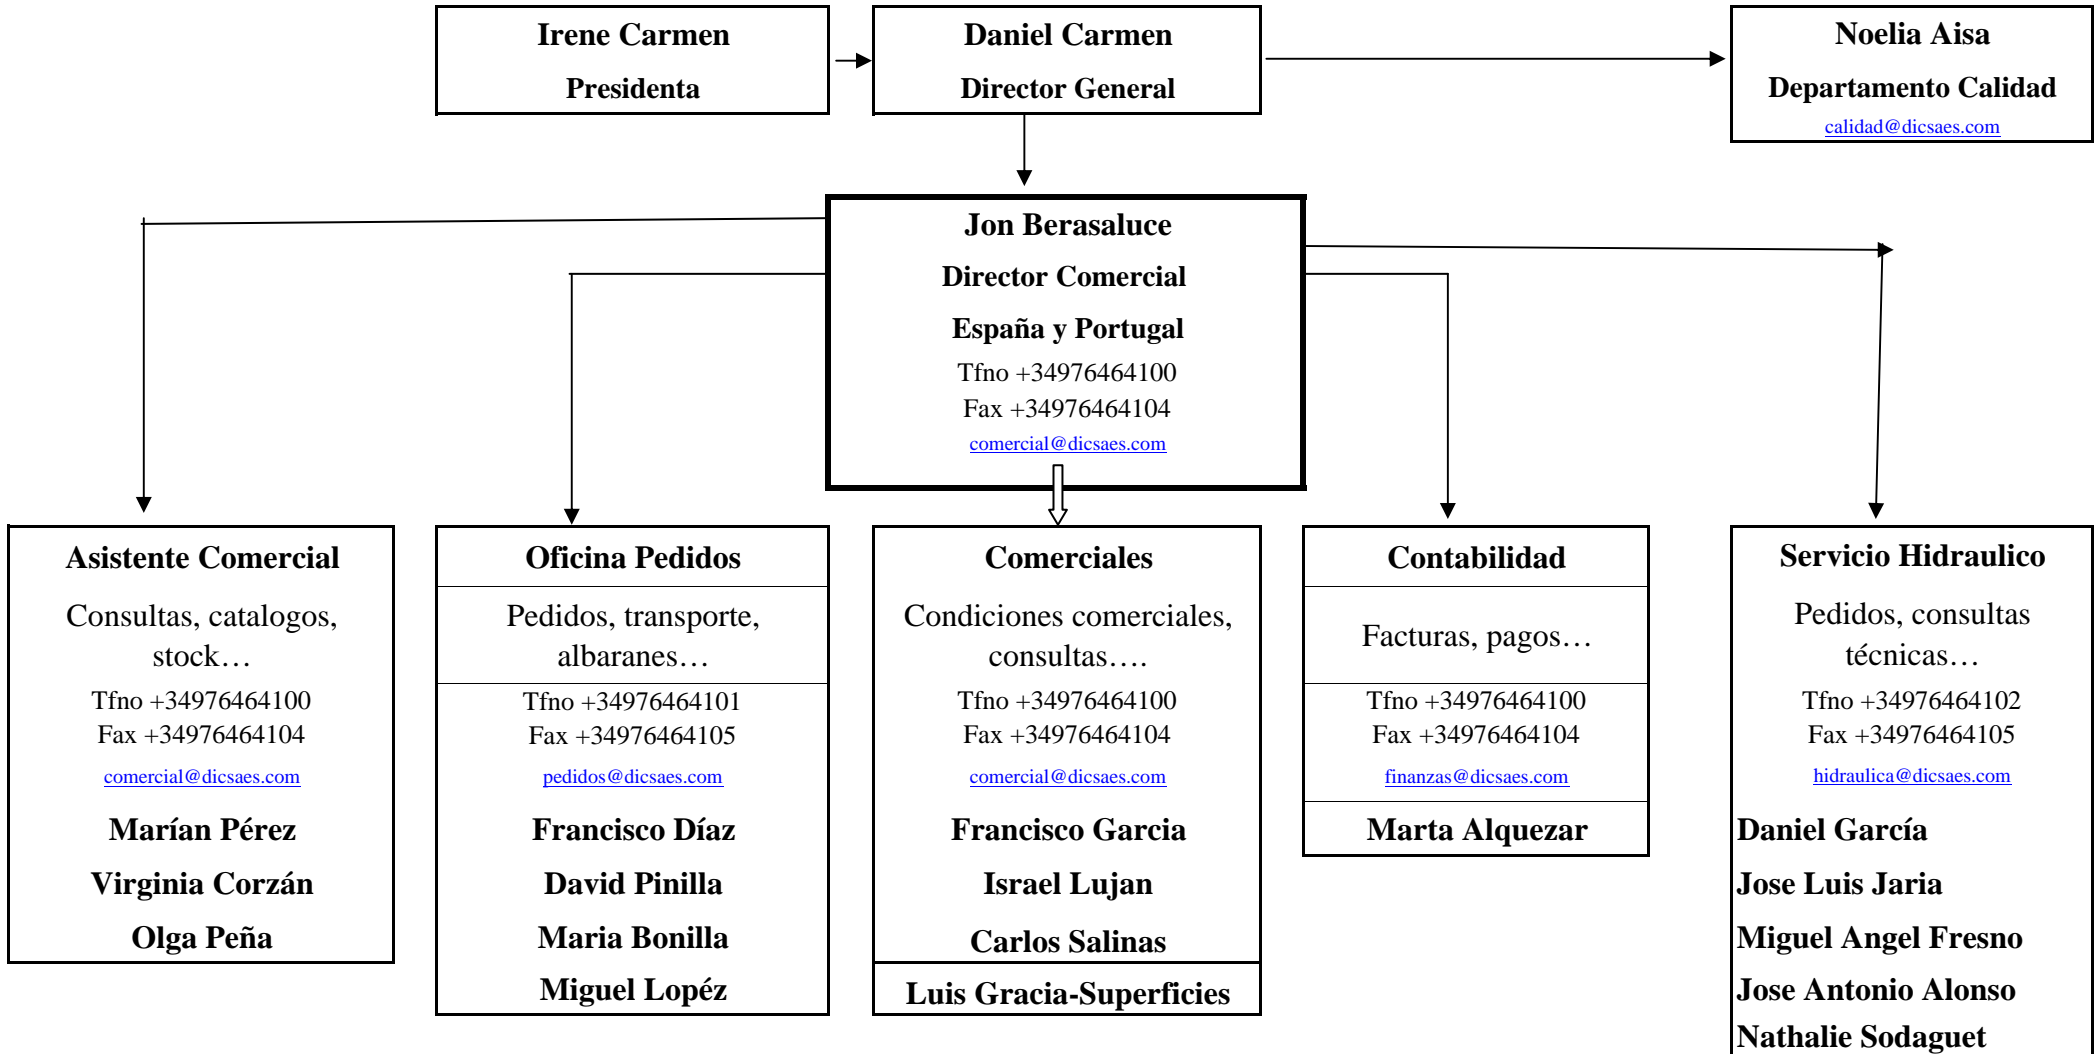 Irene Carmen
Presidenta
Daniel Carmen
Director General
Noelia Aisa
Departamento Calidad
calidad@dicsaes.com
Jon Berasaluce
Director Comercial
España y Portugal
Tfno +34976464100
Fax +34976464104
comercial@dicsaes.com
Asistente Comercial
Consultas, catalogos,
stock…
Tfno +34976464100
Fax +34976464104
comercial@dicsaes.com
Marían Pérez
Virginia Corzán
Olga Peña
Oficina Pedidos
Pedidos, transporte,
albaranes…
Tfno +34976464101
Fax +34976464105
pedidos@dicsaes.com
Francisco Díaz
David Pinilla
Maria Bonilla
Miguel Lopéz
Comerciales
Condiciones comerciales,
consultas….
Tfno +34976464100
Fax +34976464104
comercial@dicsaes.com
Francisco Garcia
Israel Lujan
Carlos Salinas
Luis Gracia-Superficies
Contabilidad
Facturas, pagos…
Tfno +34976464100
Fax +34976464104
finanzas@dicsaes.com
Marta Alquezar
Servicio Hidraulico
Pedidos, consultas
técnicas…
Tfno +34976464102
Fax +34976464105
hidraulica@dicsaes.com
Daniel García
Jose Luis Jaria
Miguel Angel Fresno
Jose Antonio Alonso
Nathalie Sodaguet